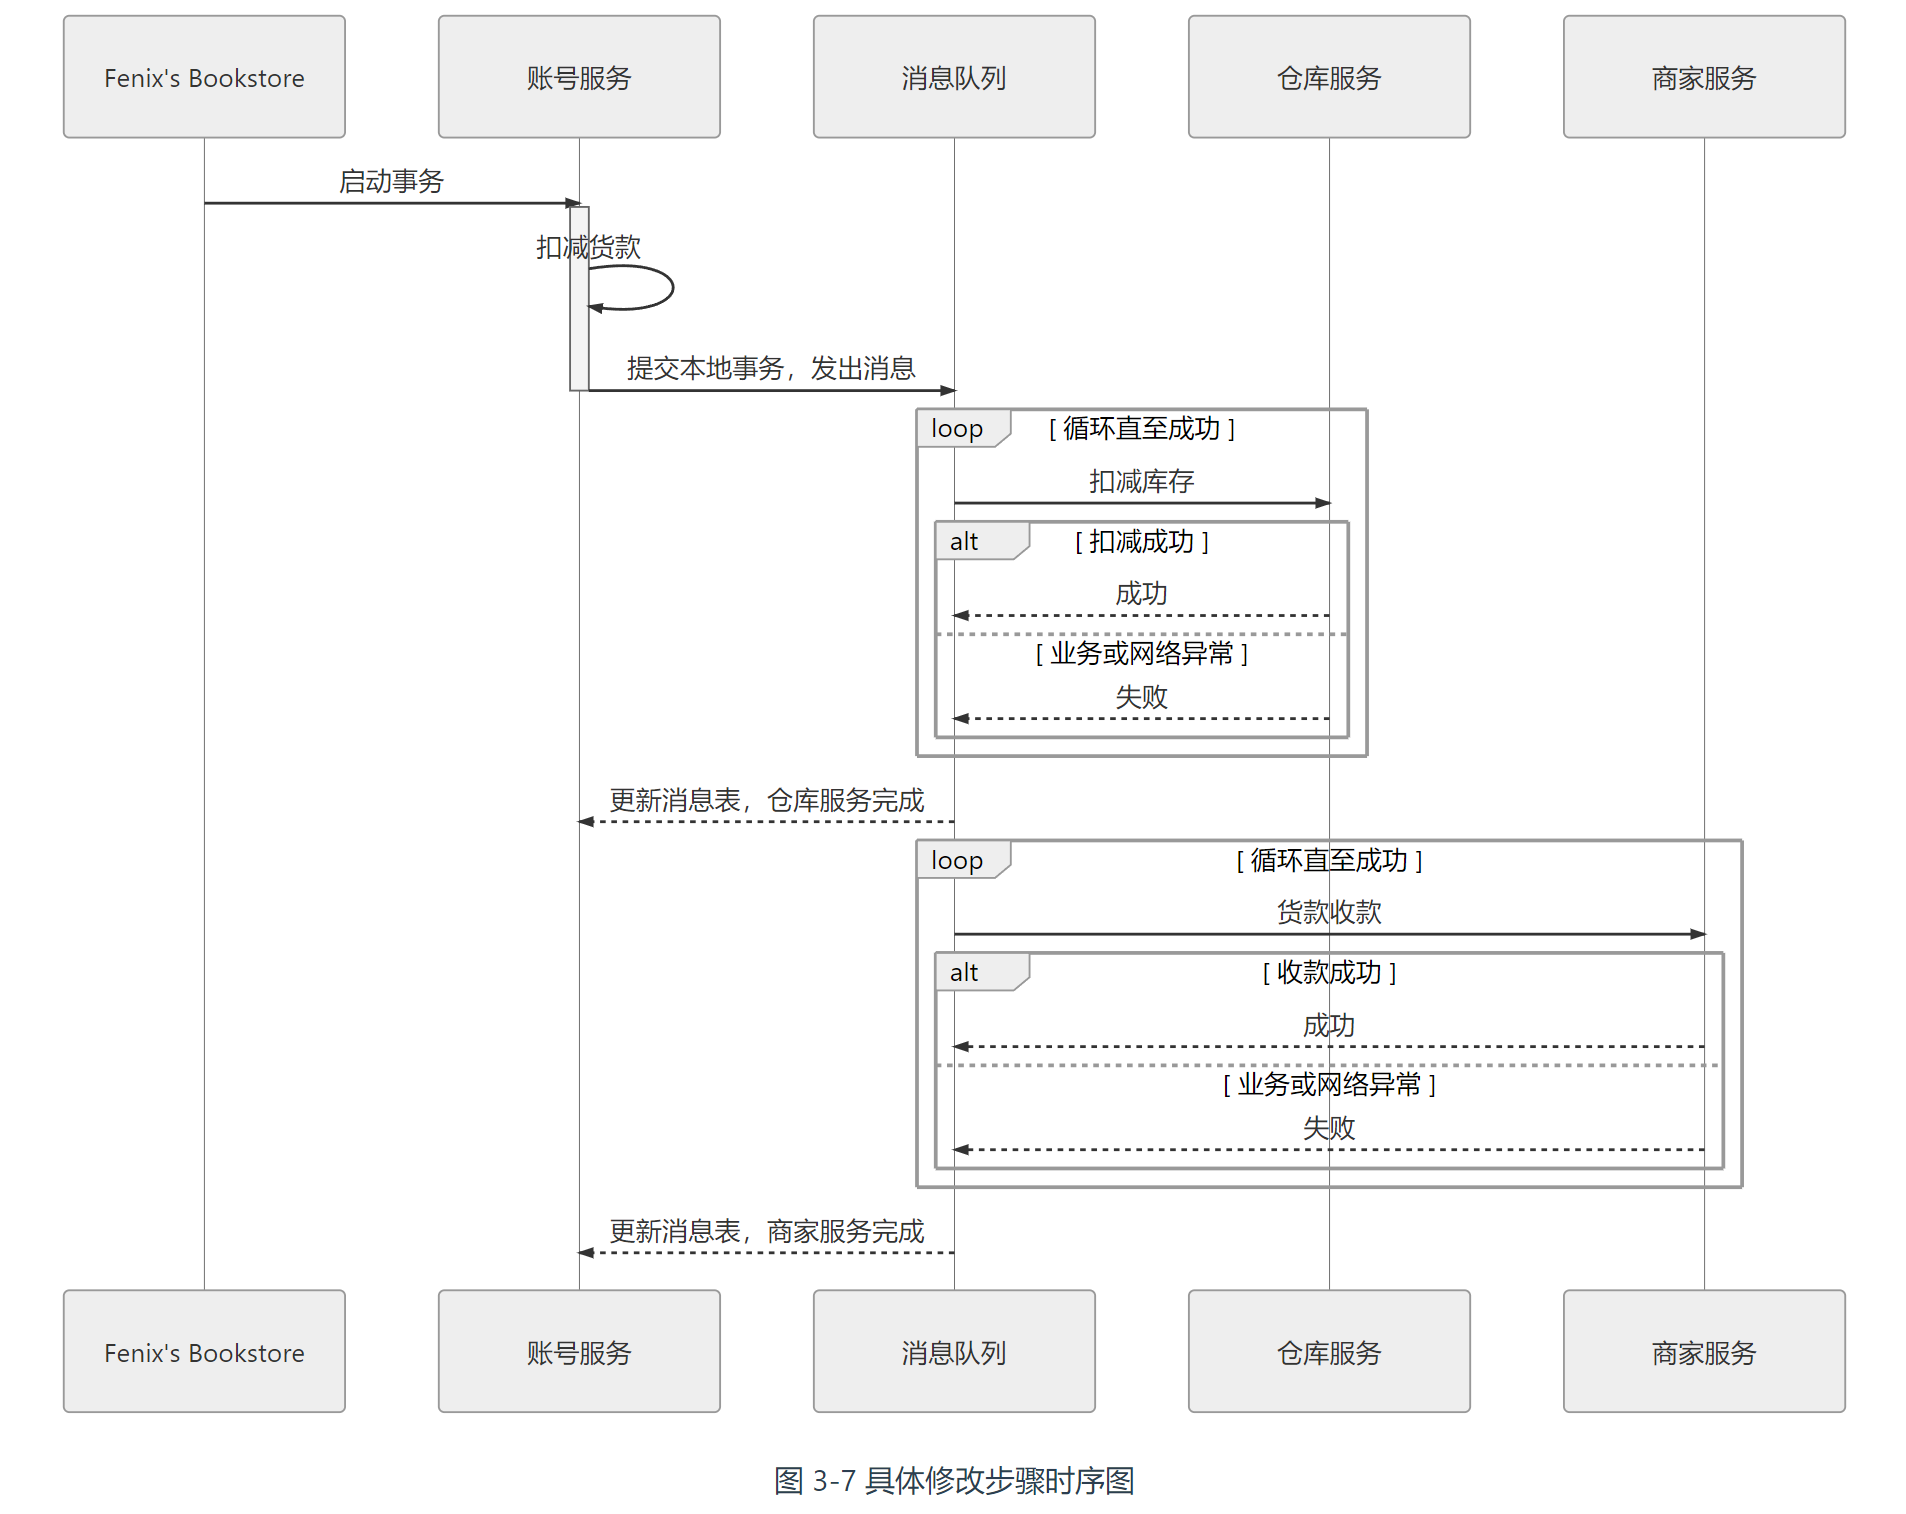 Fenix's Bookstore
账号服务
消息队列
仓库服务
商家服务
启动事务
扣减货款
提交本地事务，发出消息
loop
[ 循环直至成功 ]
扣减库存
alt
[ 扣减成功 ]
成功
[ 业务或网络异常 ]
失败
更新消息表，仓库服务完成
loop
[ 循环直至成功 ]
货款收款
alt
[ 收款成功 ]
成功
[ 业务或网络异常 ]
失败
更新消息表，商家服务完成
Fenix's Bookstore
账号服务
消息队列
仓库服务
商家服务
图 3-7 具体修改步骤时序图